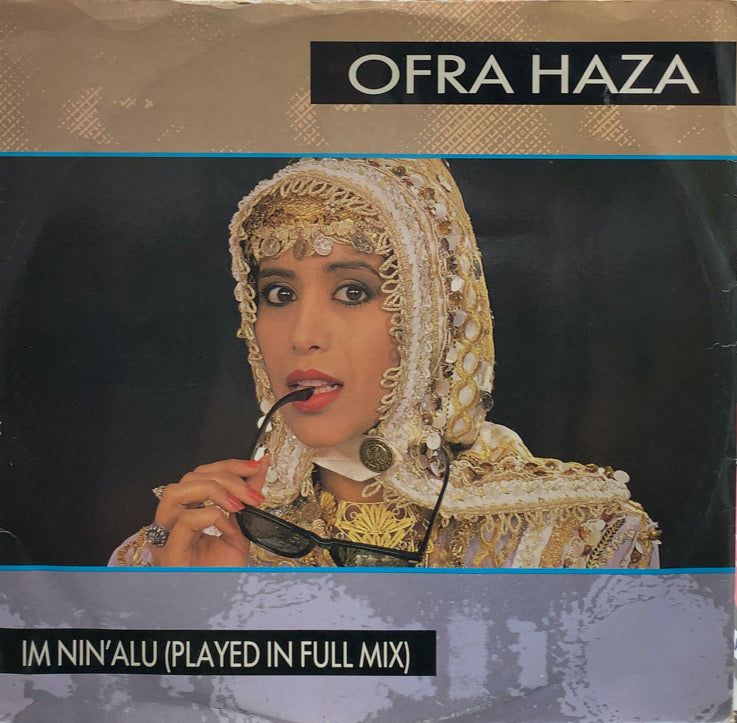 OFRA HAZA
IM NIN'ALU (PLAYED IN FULL MIX)